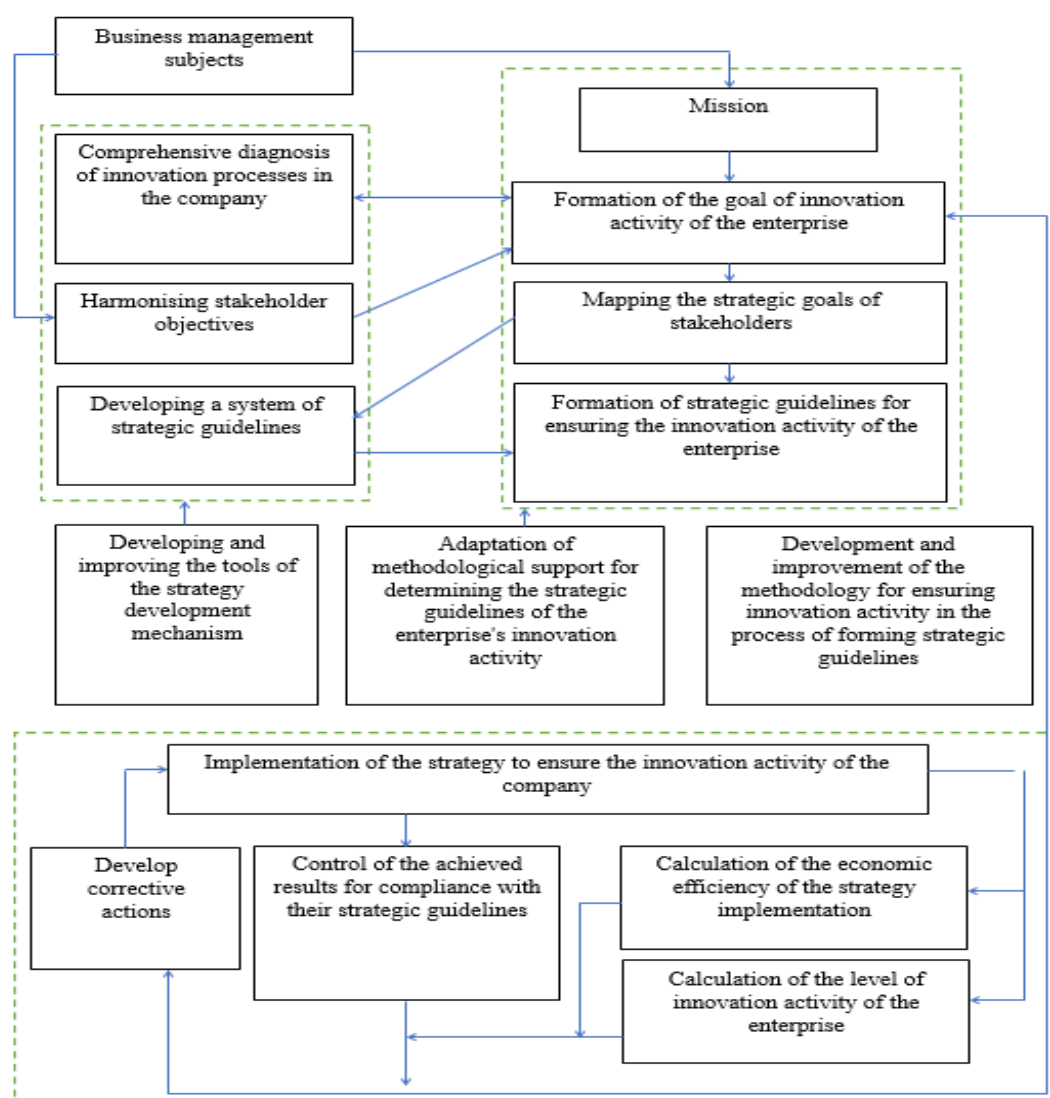 Business management
subjects
Mission
Comprehensive diagnosis
of innovation processes in
the company
Formation of the goal of innovation
activity of the enterprise
Harmonising stakeholder
objectives
Mapping the strategic goals of
stakeholders
Developing a system of
strategic guidelines
Formation of strategic guidelines for
ensuring the innovation activity of the
enterprise
Developing and
improving the tools of
the strategy
development
mechanism
Adaptation of
methodological support for
determining the strategic
guidelines of the
enterprise's innovation
activity
Development and
improvement of the
methodology for ensuring
innovation activity in the
process of forming strategic
guidelines
Implementation of the strategy to ensure the innovation activity of the
company
Develop
corrective
actions
Control of the achieved
results for compliance with
their strategic guidelines
Calculation of the economic
efficiency of the strategy
implementation
Calculation of the level of
innovation activity of the
enterprise